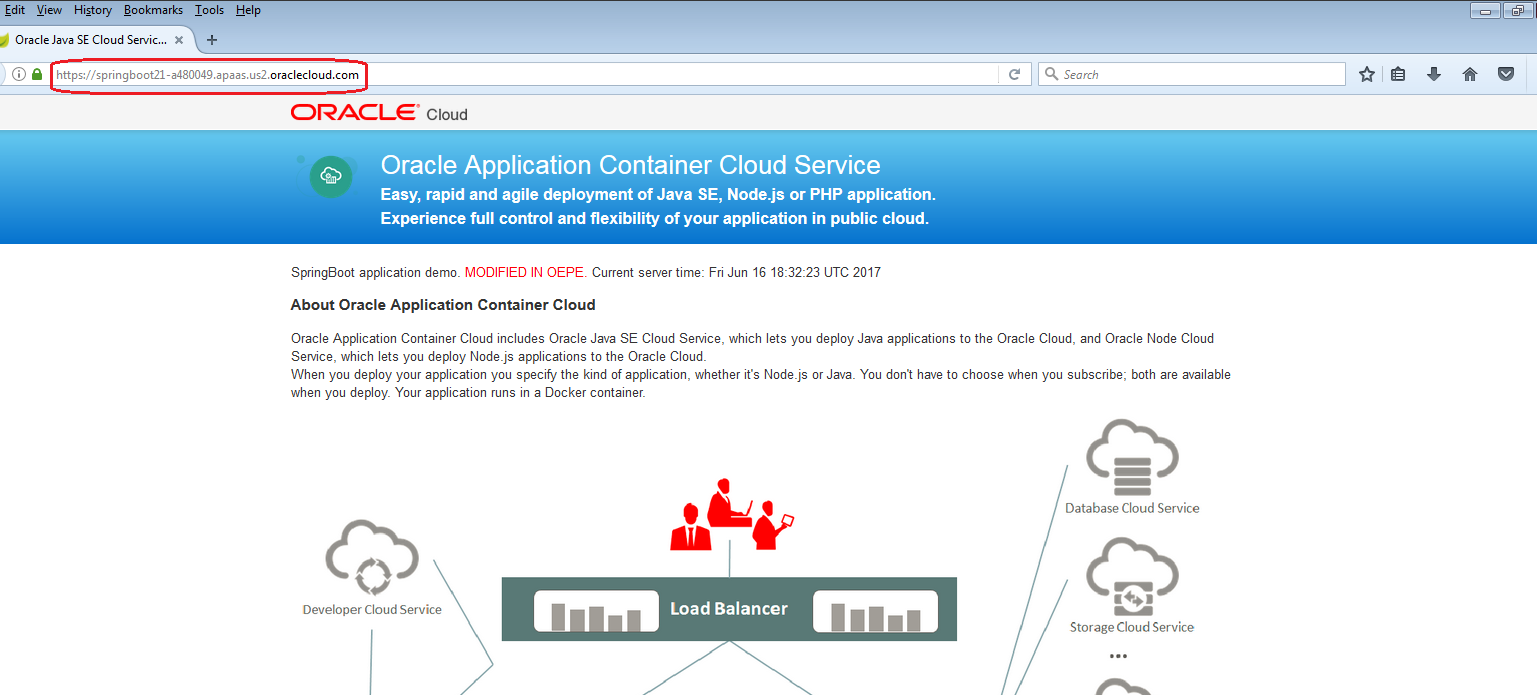 Edit View History Bookmarks Tools Help
Oracle Java SE Cloud Servic...
https://springboot21-a480049.apaas.us2.oraclecloud.com
Search
ORACLE Cloud
Oracle Application Container Cloud Service
Easy, rapid and agile deployment of Java SE, Node.js or PHP application.
Experience full control and flexibility of your application in public cloud.
SpringBoot application demo. MODIFIED IN OEPE. Current server time: Fri Jun 16 18:32:23 UTC 2017
About Oracle Application Container Cloud
Oracle Application Container Cloud includes Oracle Java SE Cloud Service, which lets you deploy Java applications to the Oracle Cloud, and Oracle Node Cloud
Service, which lets you deploy Node.js applications to the Oracle Cloud.
When you deploy your application you specify the kind of application, whether it's Node.js or Java. You don't have to choose when you subscribe; both are available
when you deploy. Your application runs in a Docker container.
Database Cloud Service
Developer Cloud Service
Load Balancer
Storage Cloud Service
...